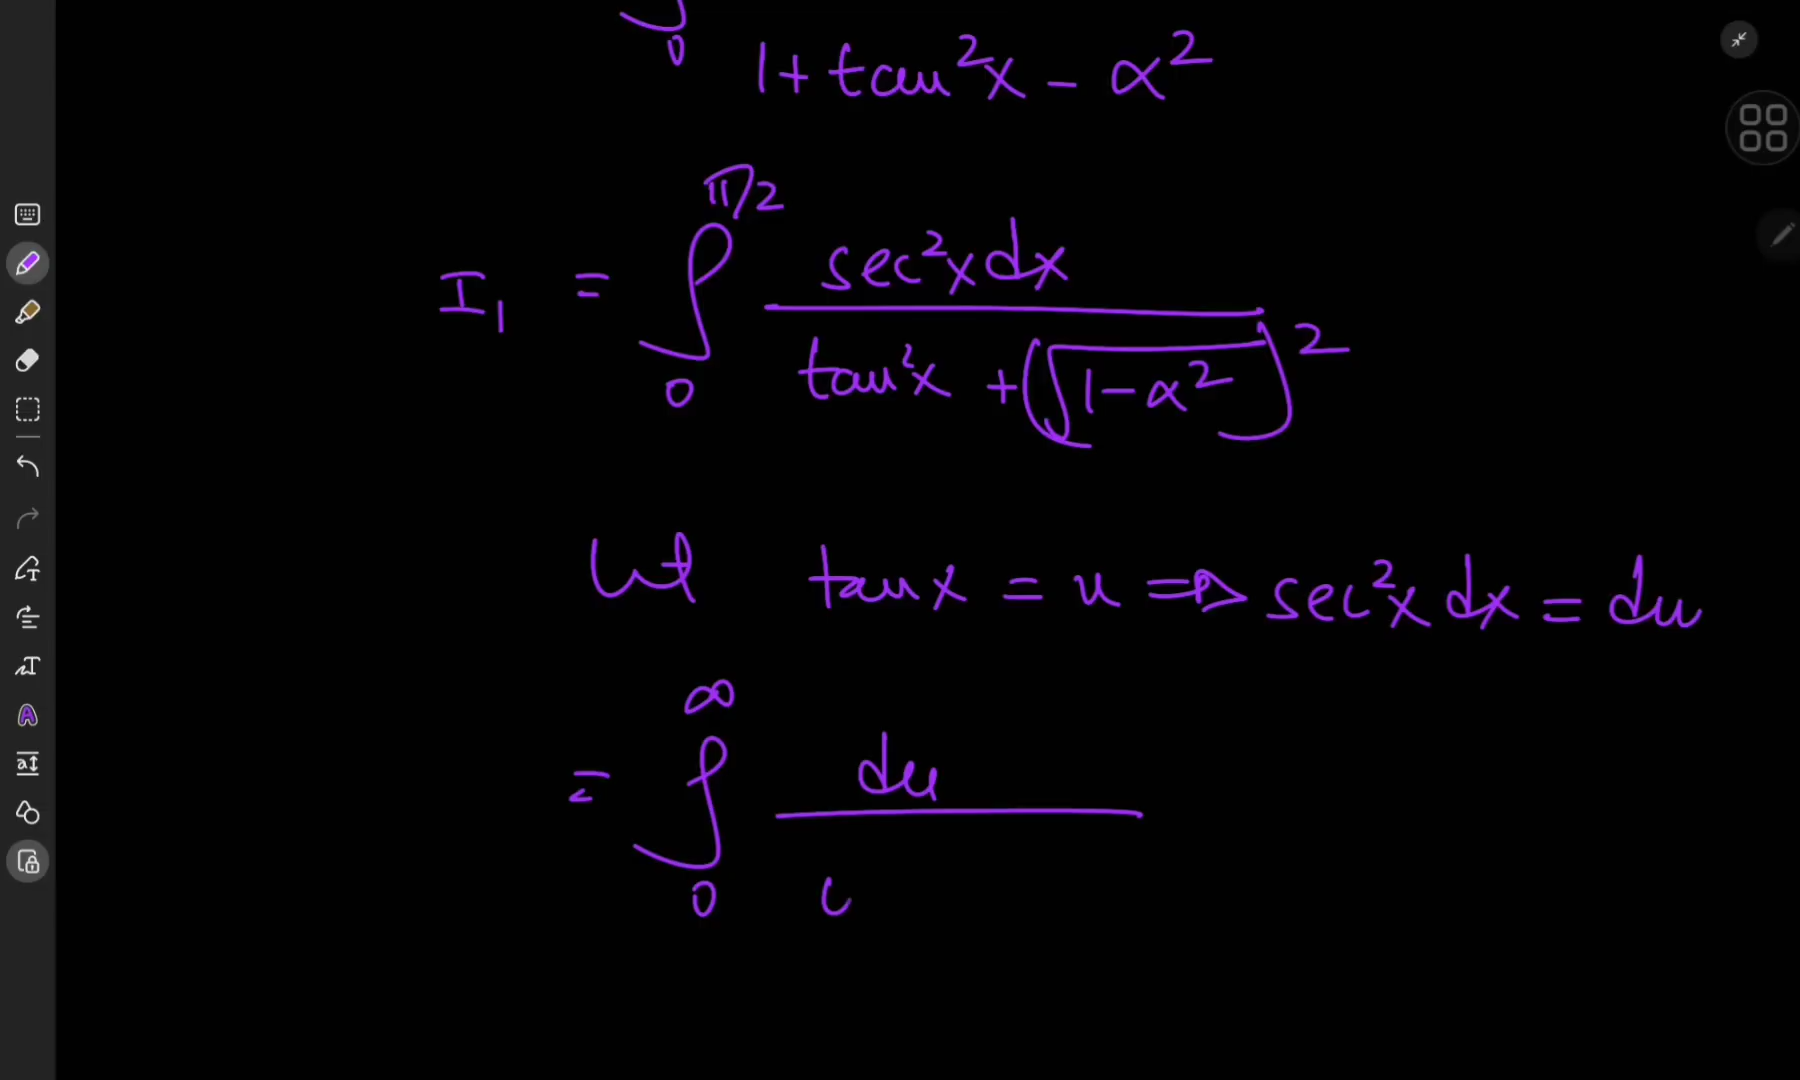 0
1 + tan²x - α²
π/2
I₁ = ∫ sec²x dx
0 tan²x + (√1-α²)²
Let tan x = u ⇒ sec²x dx = du
∞
= ∫ du
0